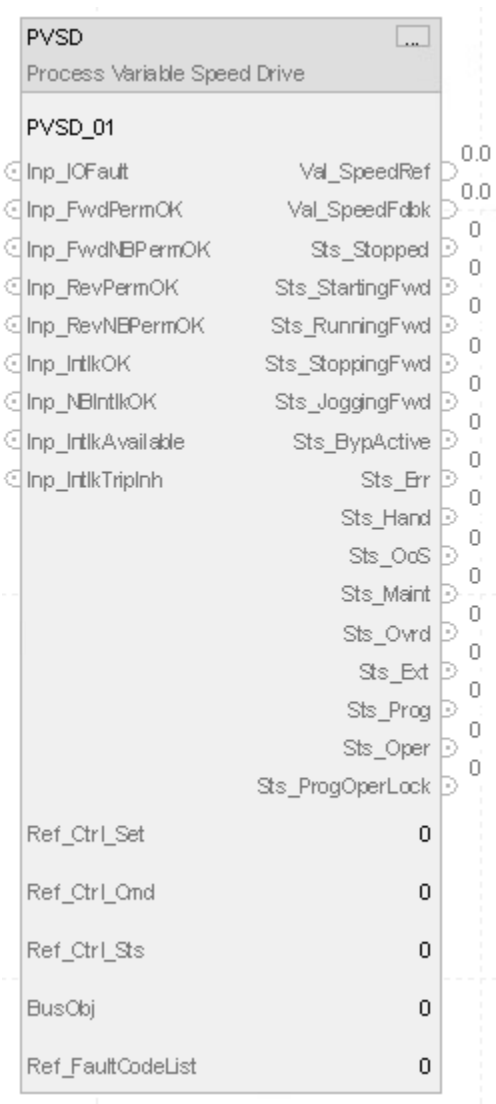 PVSD ...
Process Variable Speed Drive
PVSD_01
0.0
Inp_IOFault Val_SpeedRef
0.0
Inp_FwdPermOK Val_SpeedFdbk
0
Inp_FwdNBPermOK Sts_Stopped
0
Inp_RevPermOK Sts_StartingFwd
0
Inp_RevNBPermOK Sts_RunningFwd
0
Inp_IntlkOK Sts_StoppingFwd
0
Inp_NBIntlkOK Sts_JoggingFwd
0
Inp_IntlkAvailable Sts_BypActive
0
Inp_IntlkTripInh Sts_Err
0
Sts_Hand
0
Sts_OoS
0
Sts_Maint
0
Sts_Ovrd
0
Sts_Ext
0
Sts_Prog
0
Sts_Oper
0
Sts_ProgOperLock
Ref_Ctrl_Set 0
Ref_Ctrl_Cmd 0
Ref_Ctrl_Sts 0
BusObj 0
Ref_FaultCodeList 0